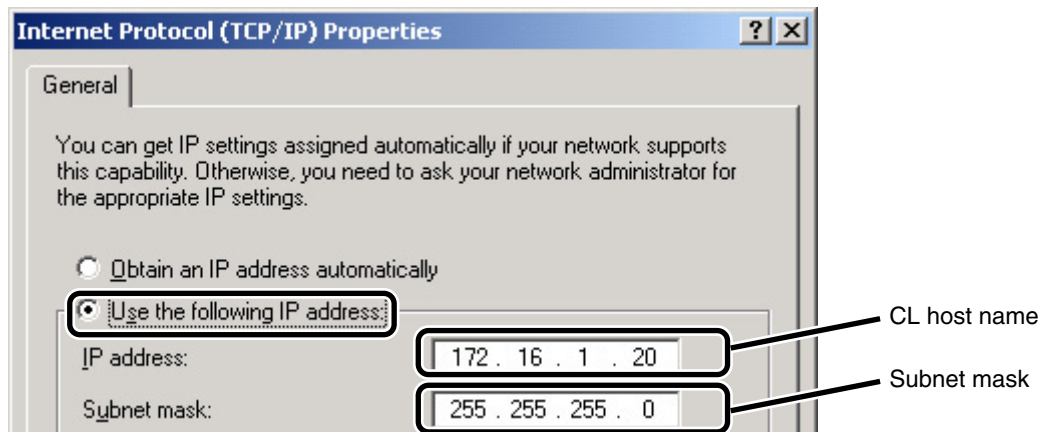 Internet Protocol (TCP/IP) Properties
General
You can get IP settings assigned automatically if your network supports
this capability. Otherwise, you need to ask your network administrator for
the appropriate IP settings.
Obtain an IP address automatically
Use the following IP address:
IP address: 172 . 16 . 1 . 20
CL host name
Subnet mask: 255 . 255 . 255 . 0
Subnet mask